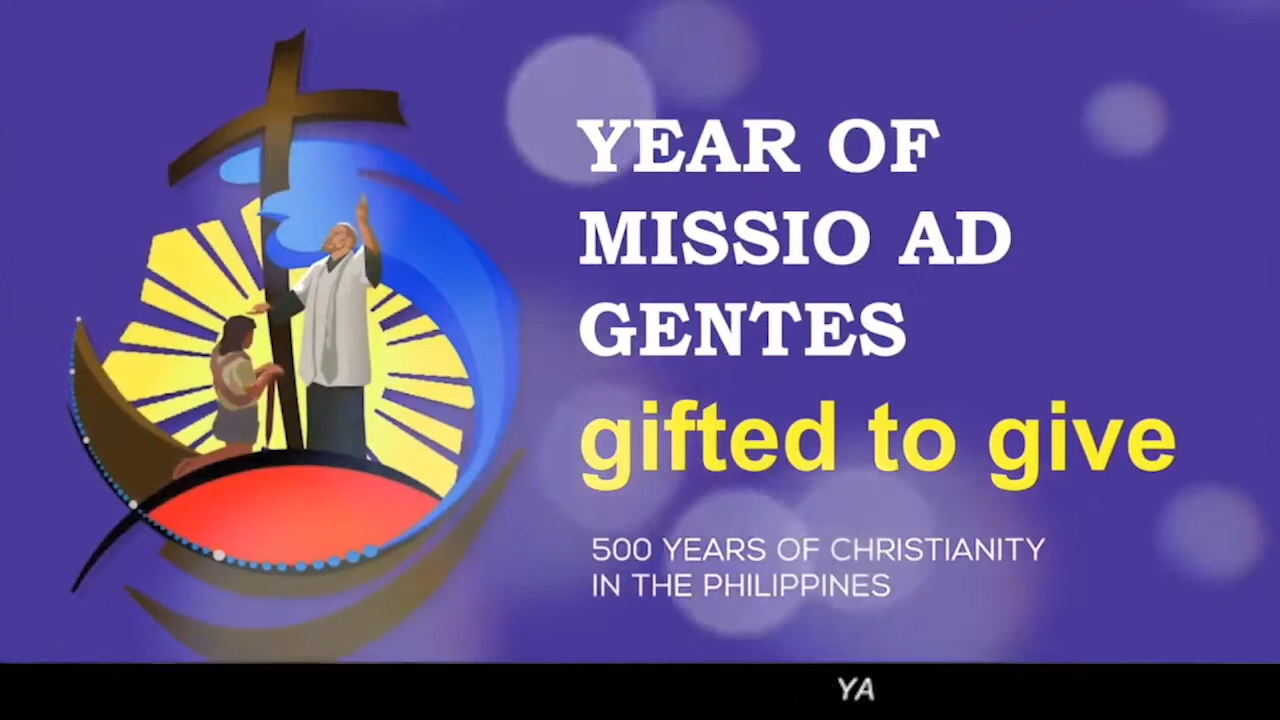 YEAR OF
MISSIO AD
GENTES
gifted to give
500 YEARS OF CHRISTIANITY
IN THE PHILIPPINES
YA